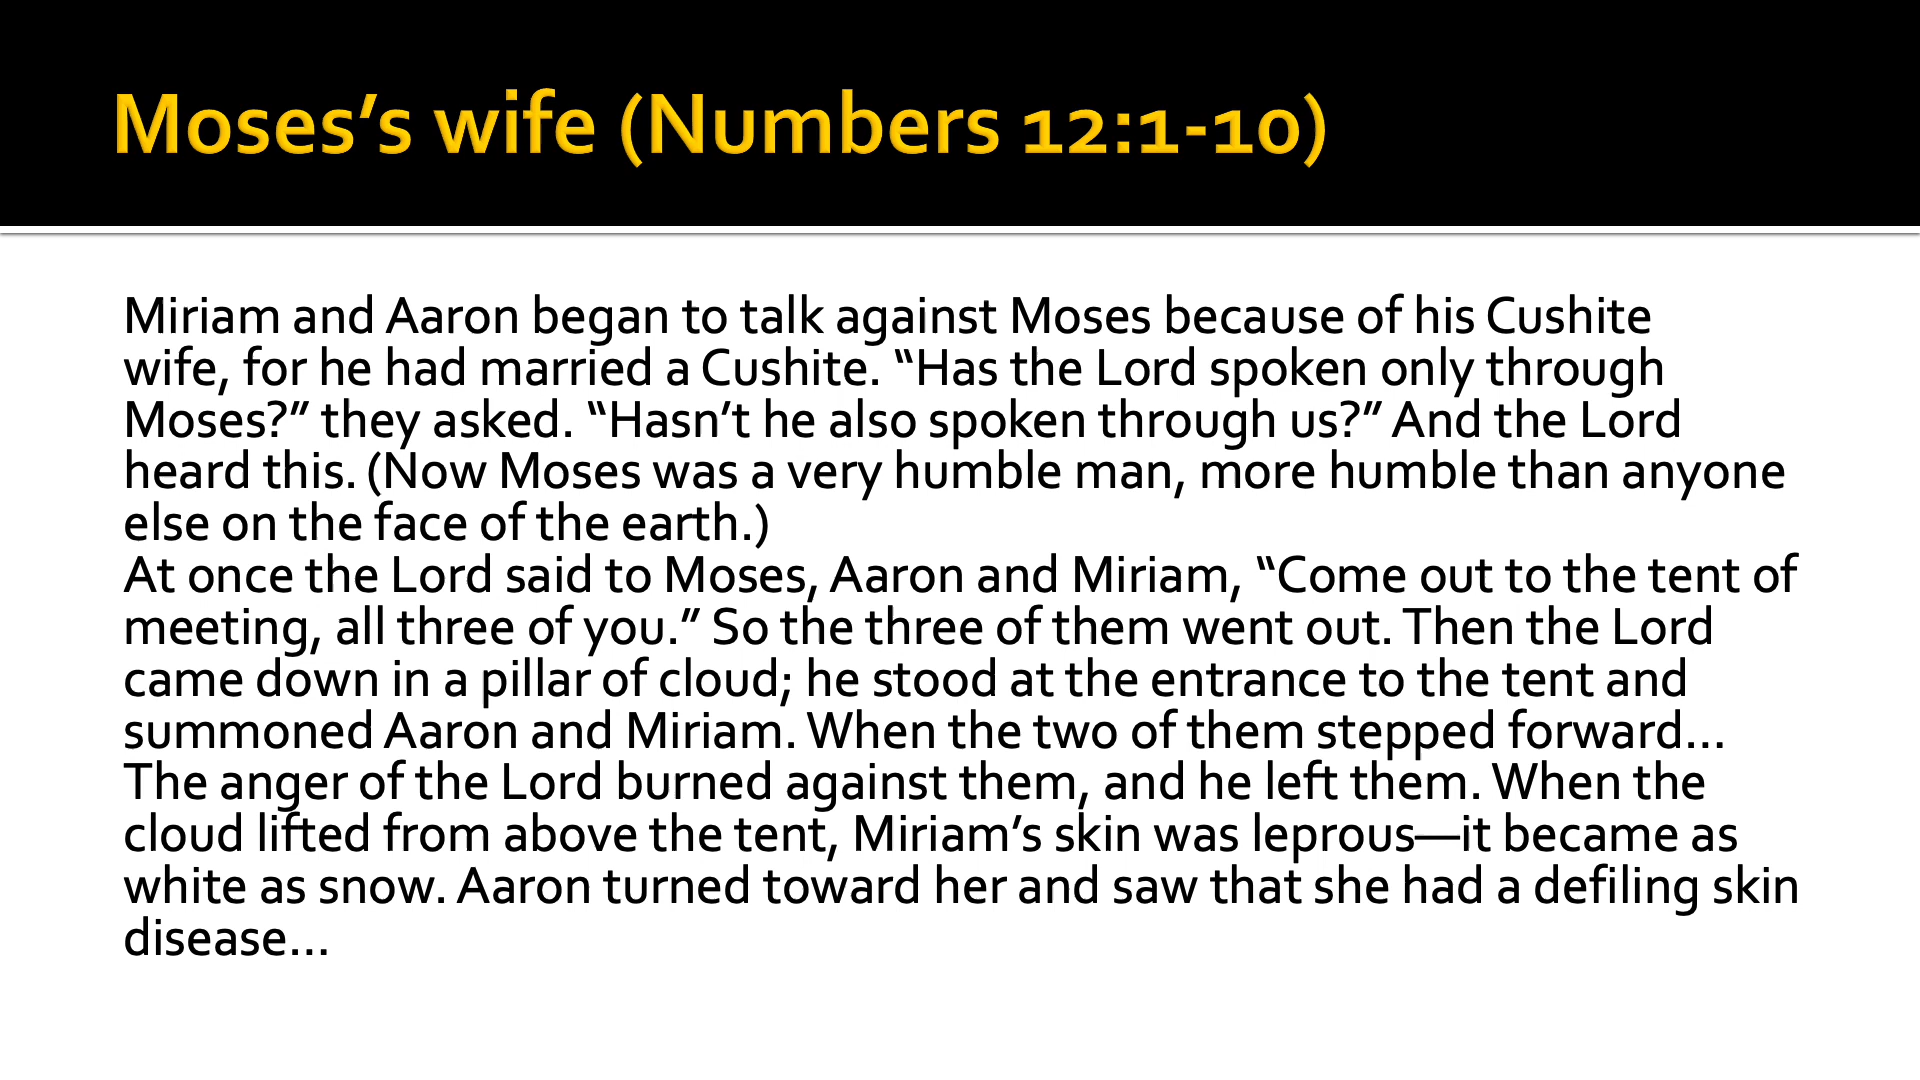 Moses’s wife (Numbers 12:1-10)
Miriam and Aaron began to talk against Moses because of his Cushite
wife, for he had married a Cushite. “Has the Lord spoken only through
Moses?” they asked. “Hasn’t he also spoken through us?” And the Lord
heard this. (Now Moses was a very humble man, more humble than anyone
else on the face of the earth.)
At once the Lord said to Moses, Aaron and Miriam, “Come out to the tent of
meeting, all three of you.” So the three of them went out. Then the Lord
came down in a pillar of cloud; he stood at the entrance to the tent and
summoned Aaron and Miriam. When the two of them stepped forward…
The anger of the Lord burned against them, and he left them. When the
cloud lifted from above the tent, Miriam’s skin was leprous—it became as
white as snow. Aaron turned toward her and saw that she had a defiling skin
disease…